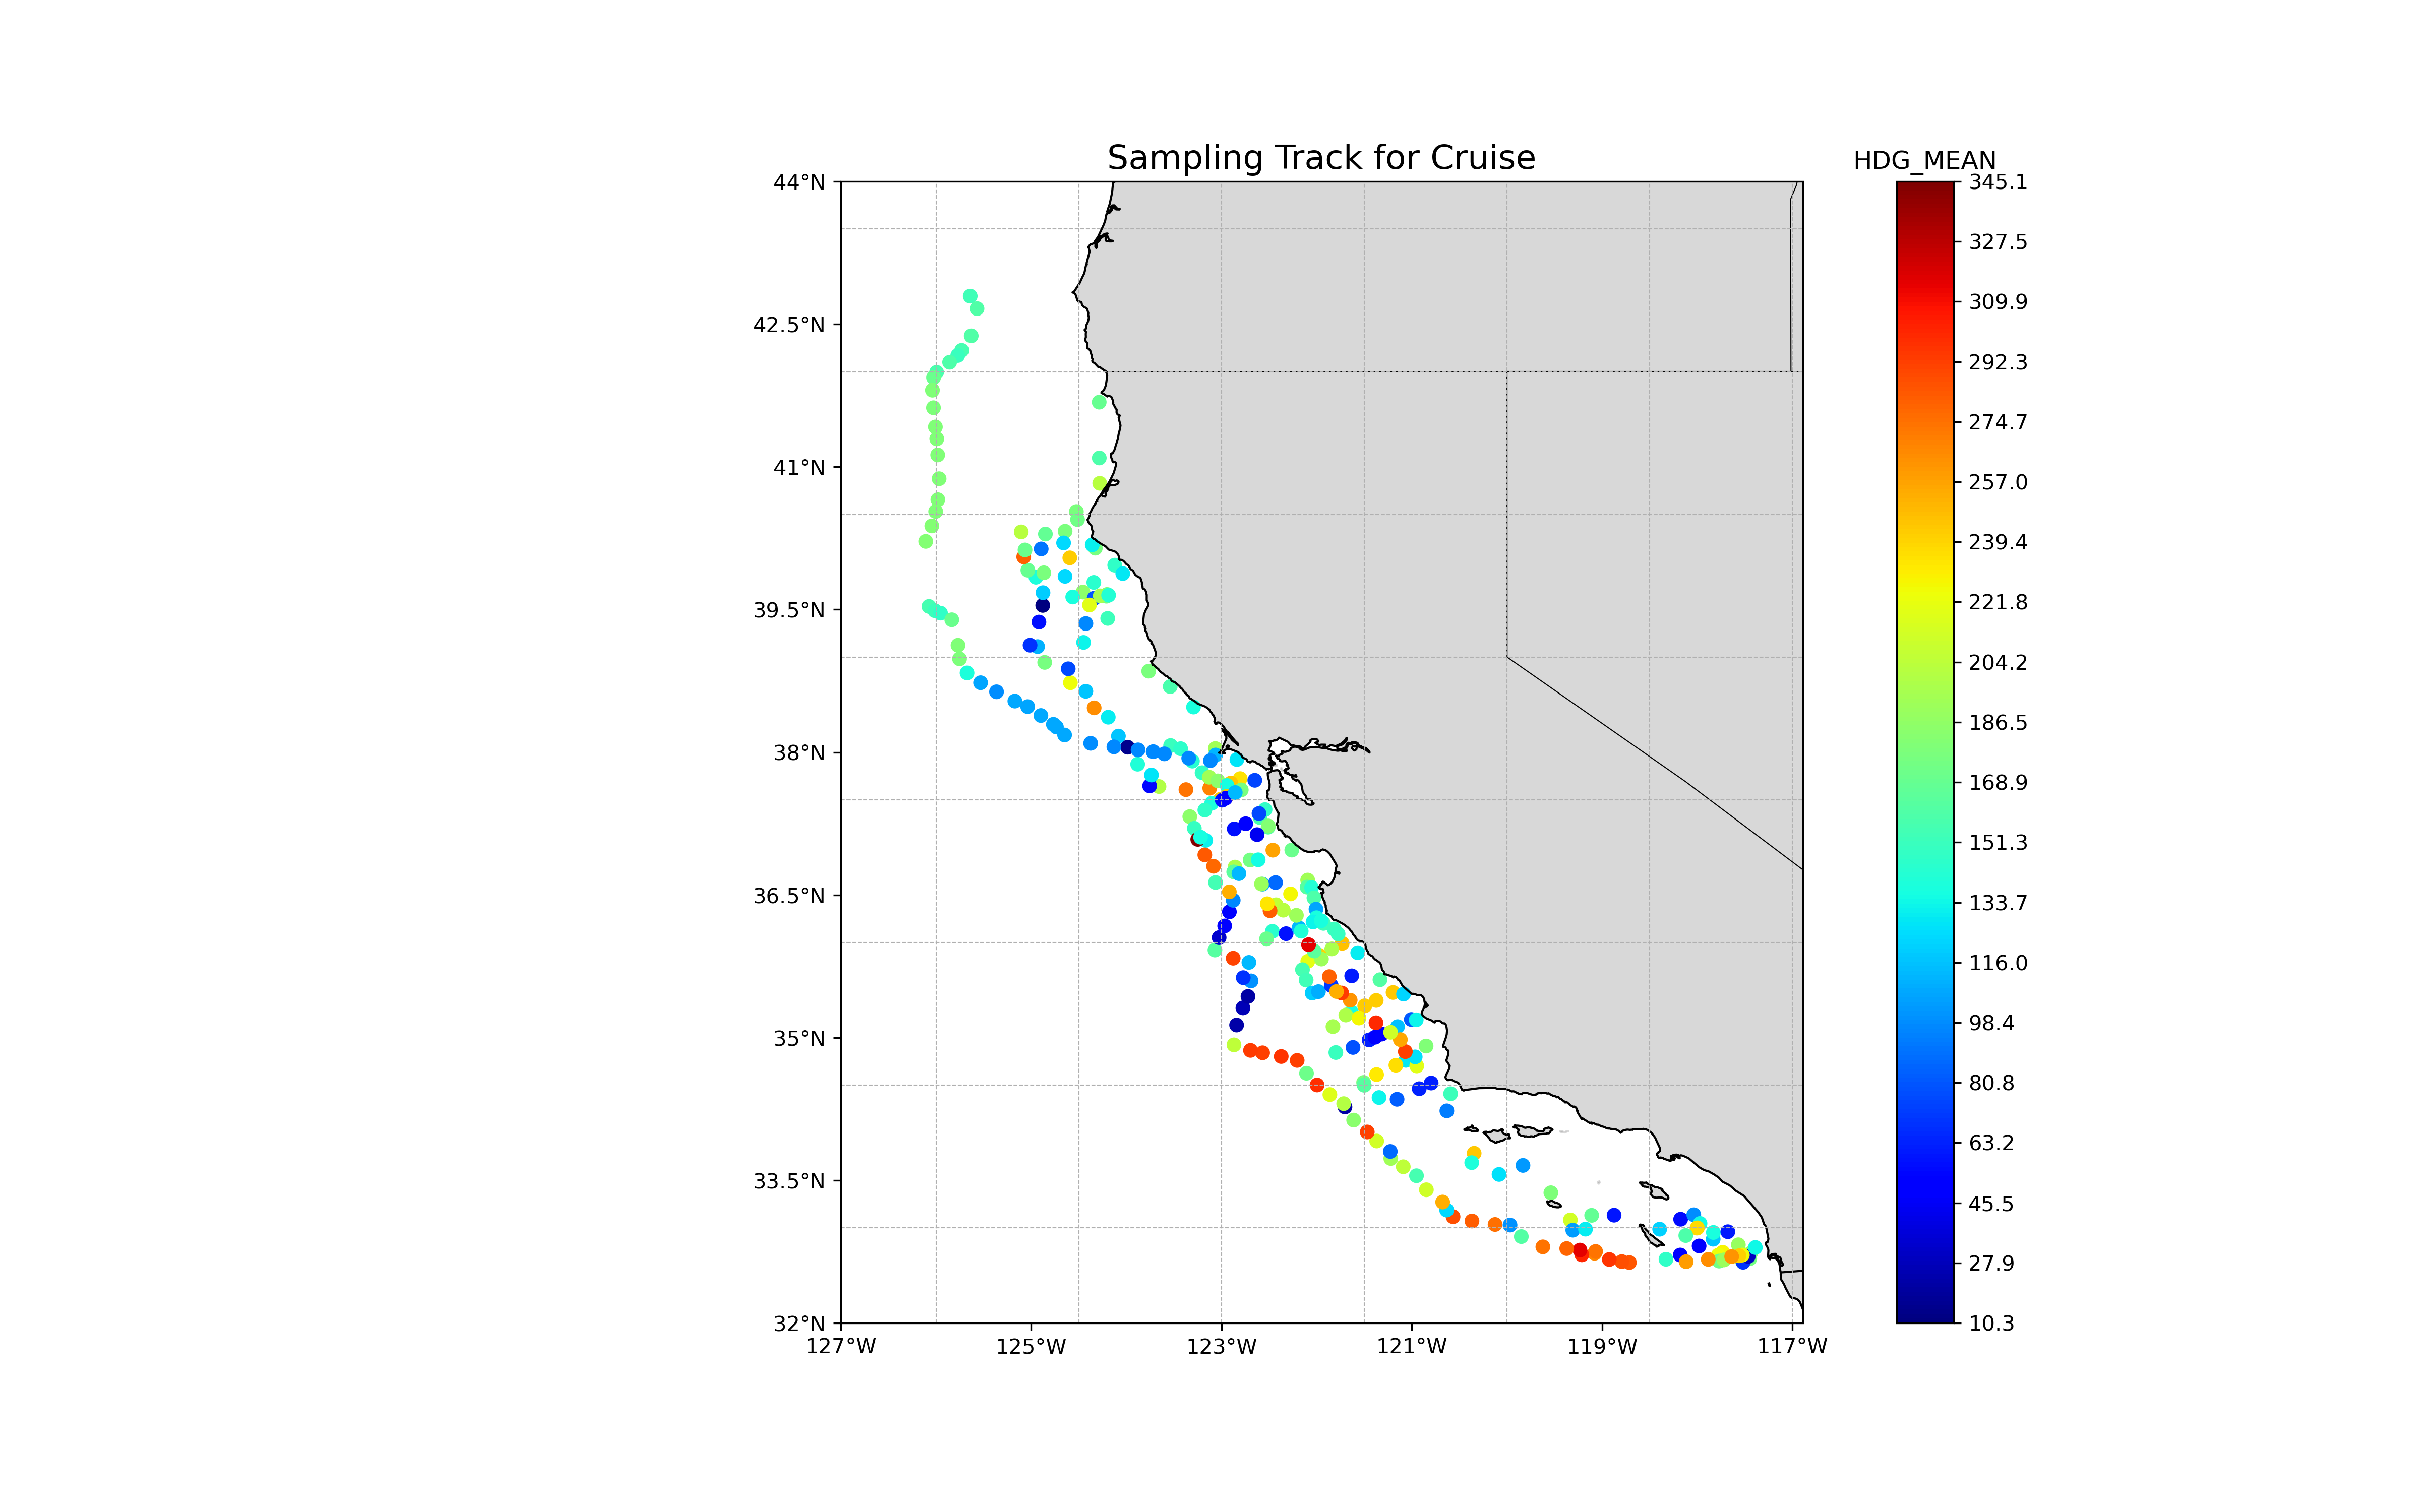 Sampling Track for Cruise
HDG_MEAN
44°N
42.5°N
41°N
39.5°N
38°N
36.5°N
35°N
33.5°N
32°N
127°W
125°W
123°W
121°W
119°W
117°W
345.1
327.5
309.9
292.3
274.7
257.0
239.4
221.8
204.2
186.5
168.9
151.3
133.7
116.0
98.4
80.8
63.2
45.5
27.9
10.3